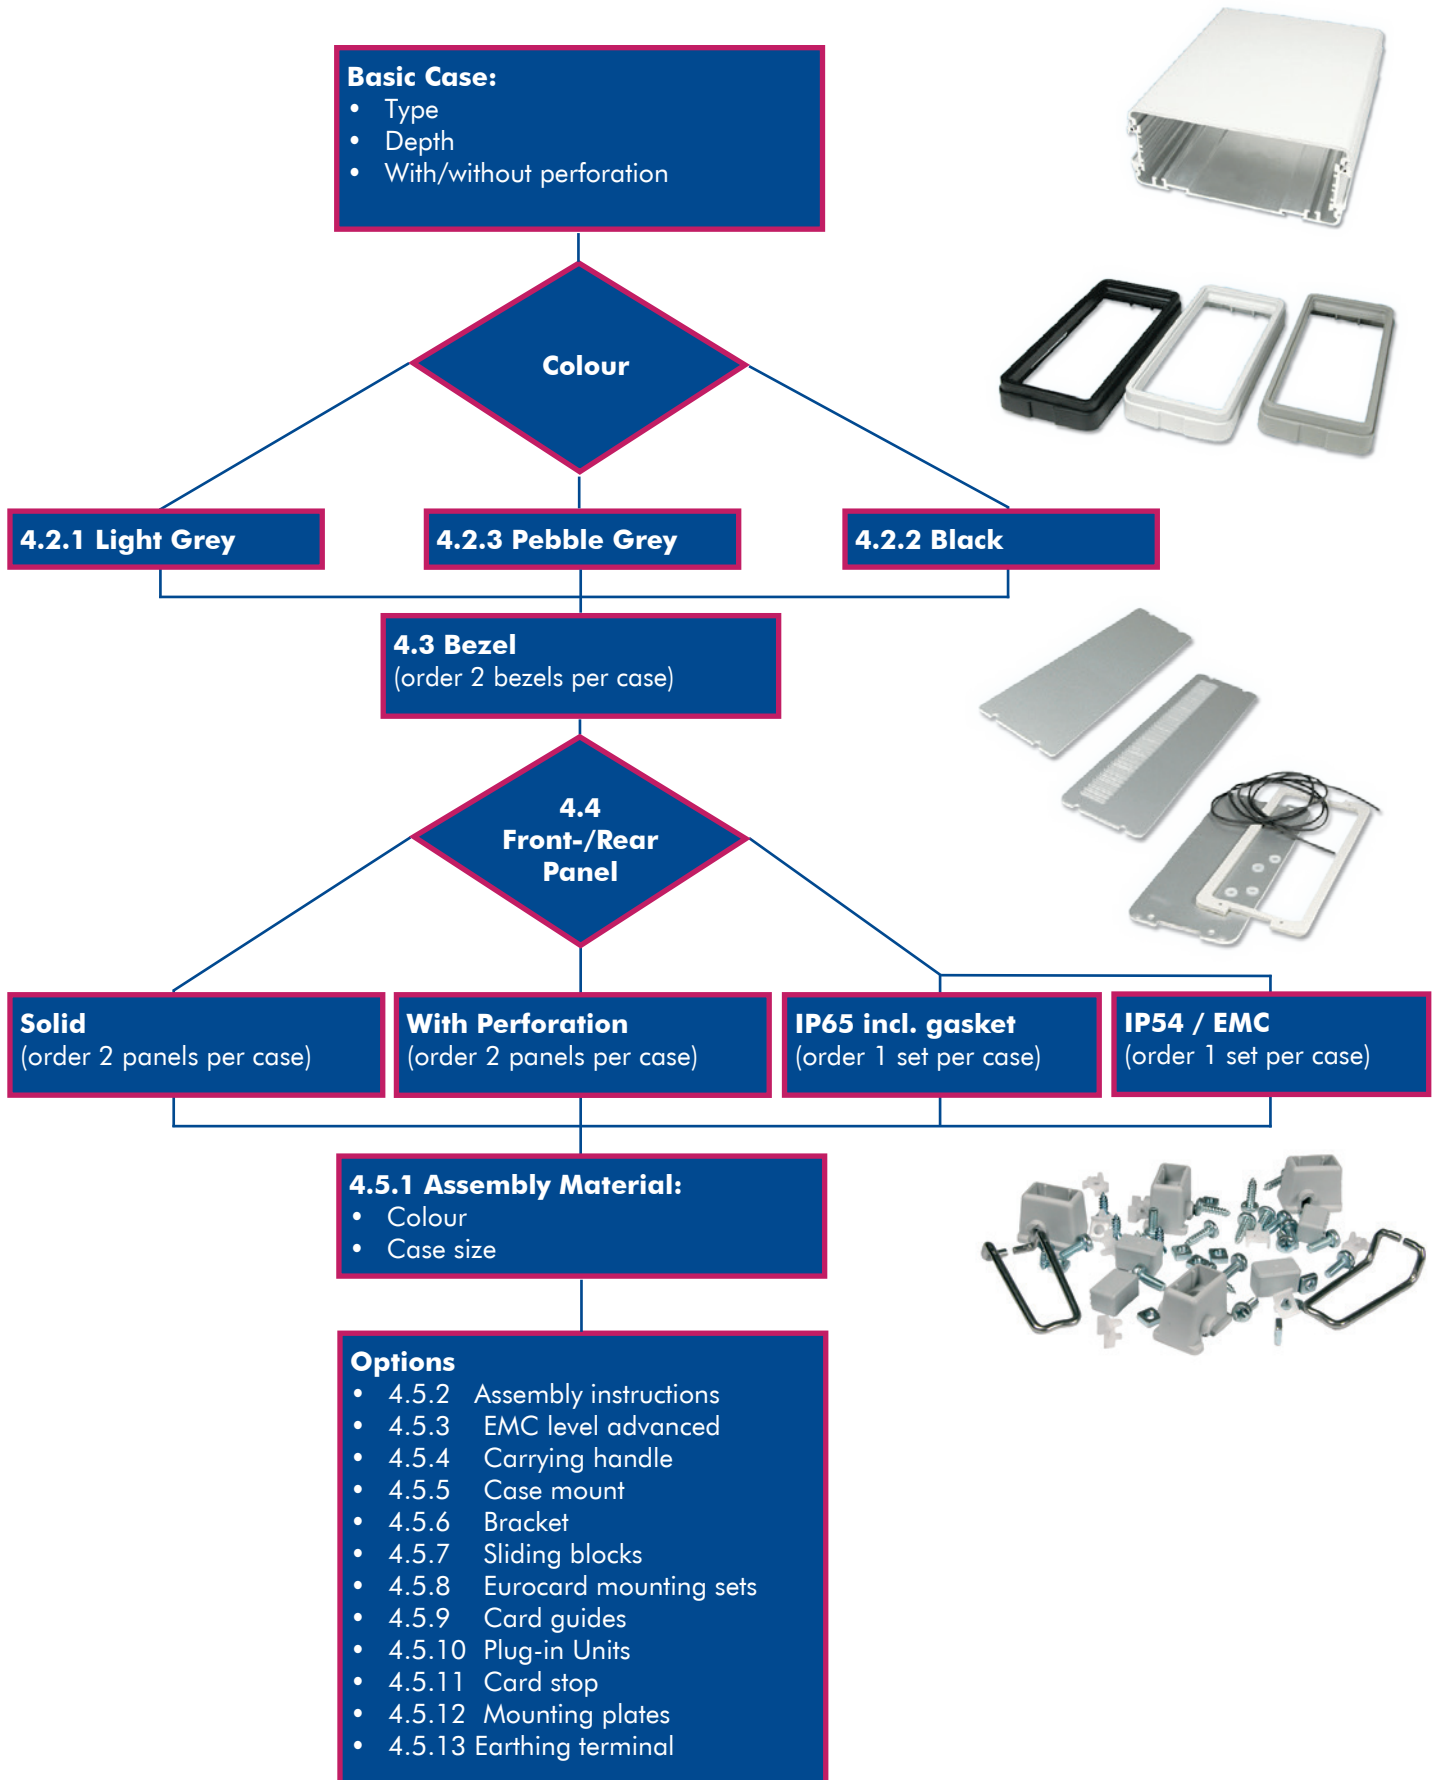 Basic Case:
• Type
• Depth
• With/without perforation
Colour
4.2.1 Light Grey
4.2.3 Pebble Grey
4.2.2 Black
4.3 Bezel
(order 2 bezels per case)
4.4
Front-/Rear
Panel
Solid
(order 2 panels per case)
With Perforation
(order 2 panels per case)
IP65 incl. gasket
(order 1 set per case)
IP54 / EMC
(order 1 set per case)
4.5.1 Assembly Material:
• Colour
• Case size
Options
• 4.5.2 Assembly instructions
• 4.5.3 EMC level advanced
• 4.5.4 Carrying handle
• 4.5.5 Case mount
• 4.5.6 Bracket
• 4.5.7 Sliding blocks
• 4.5.8 Eurocard mounting sets
• 4.5.9 Card guides
• 4.5.10 Plug-in Units
• 4.5.11 Card stop
• 4.5.12 Mounting plates
• 4.5.13 Earthing terminal